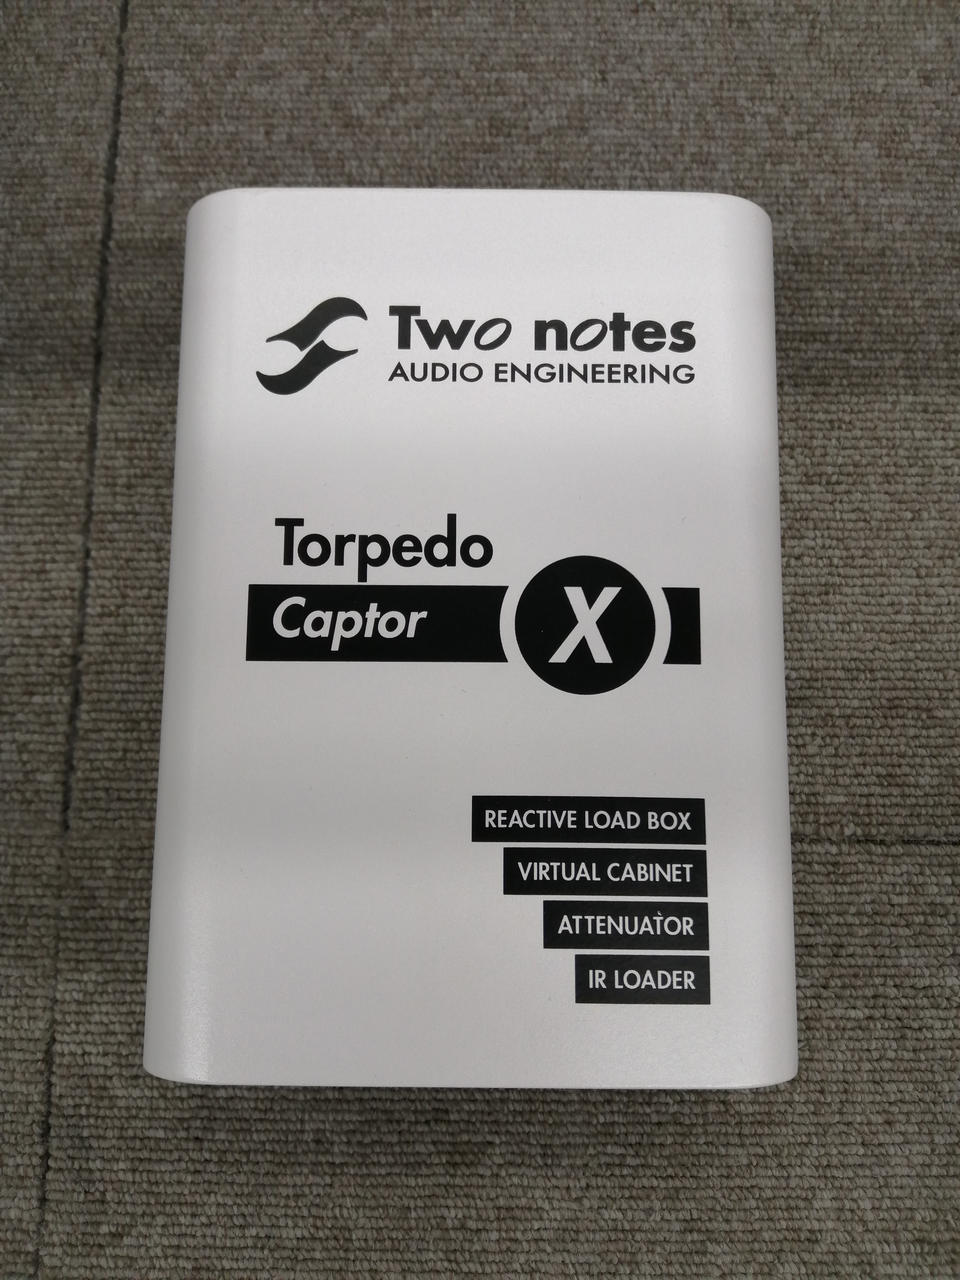 Two notes
AUDIO ENGINEERING
Torpedo
Captor X
REACTIVE LOAD BOX
VIRTUAL CABINET
ATTENUATOR
IR LOADER